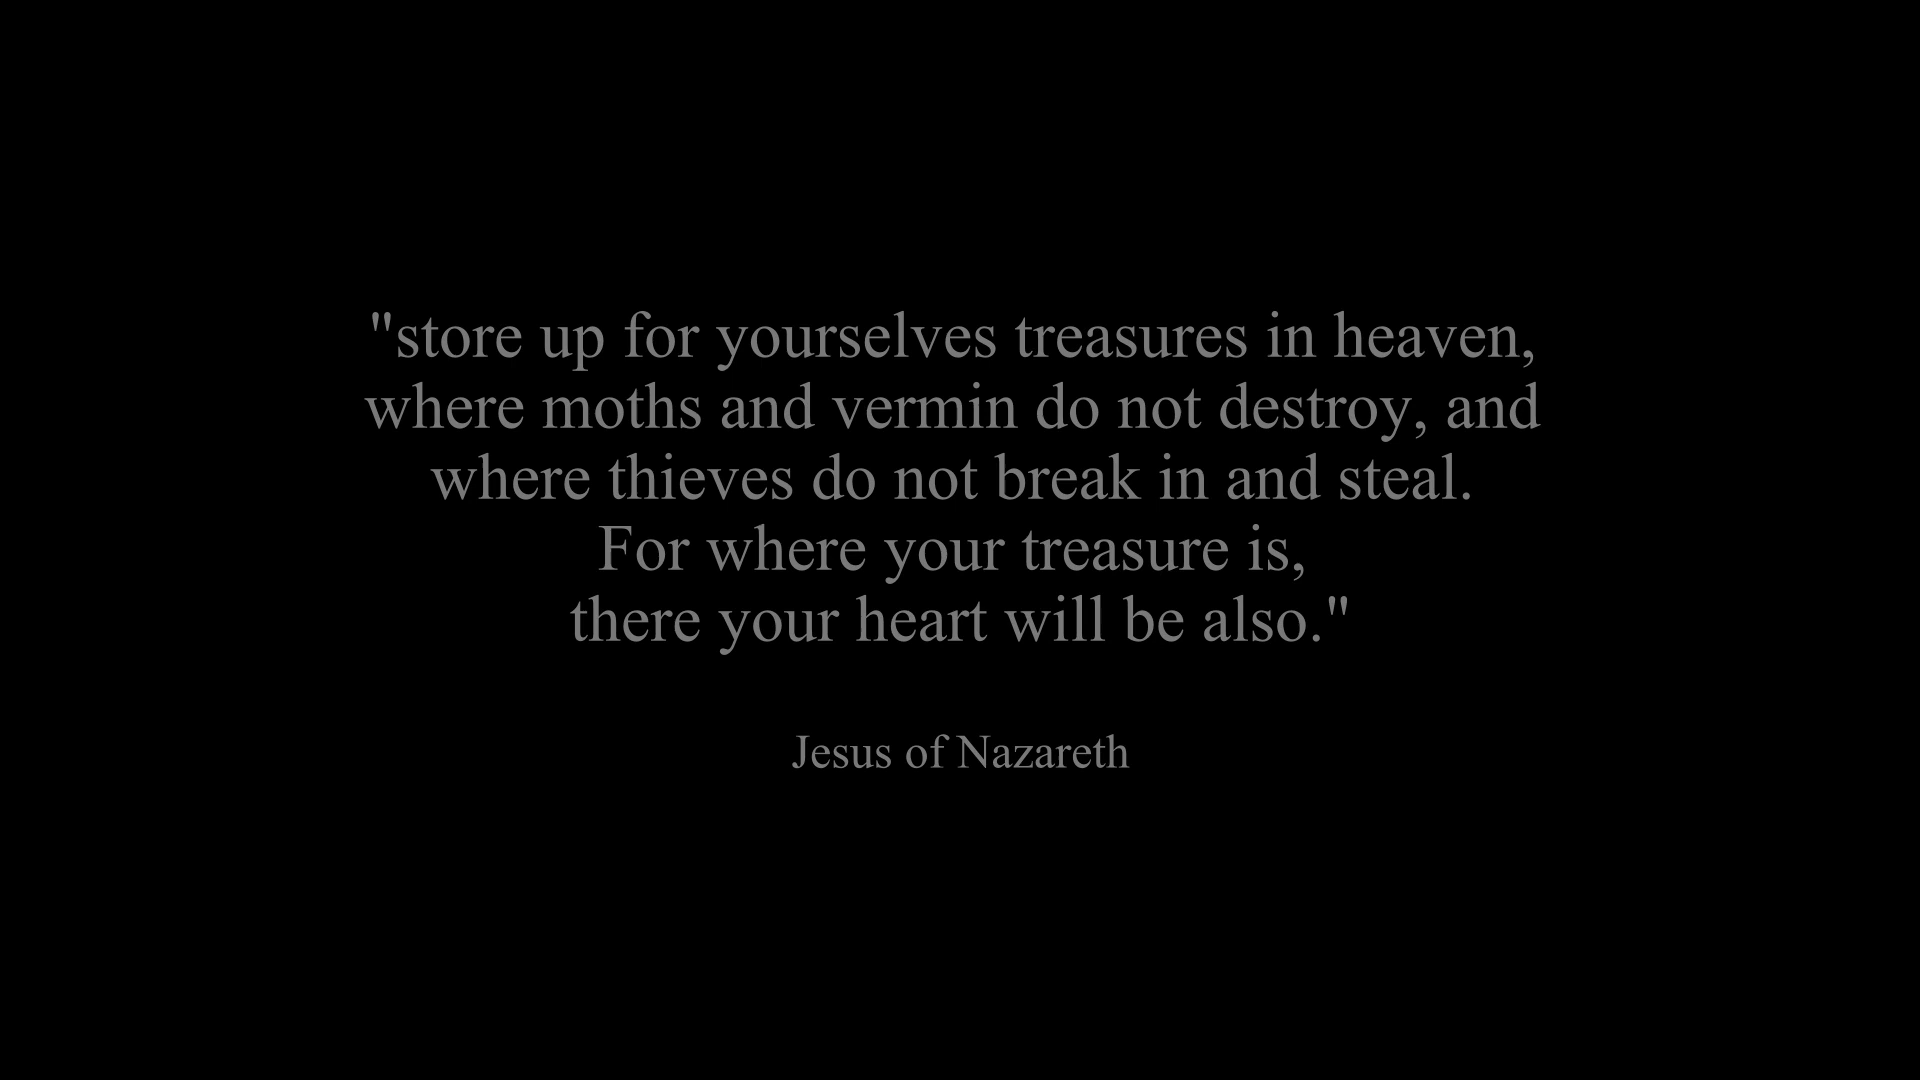 "store up for yourselves treasures in heaven,
where moths and vermin do not destroy, and
where thieves do not break in and steal.
For where your treasure is,
there your heart will be also."
Jesus of Nazareth